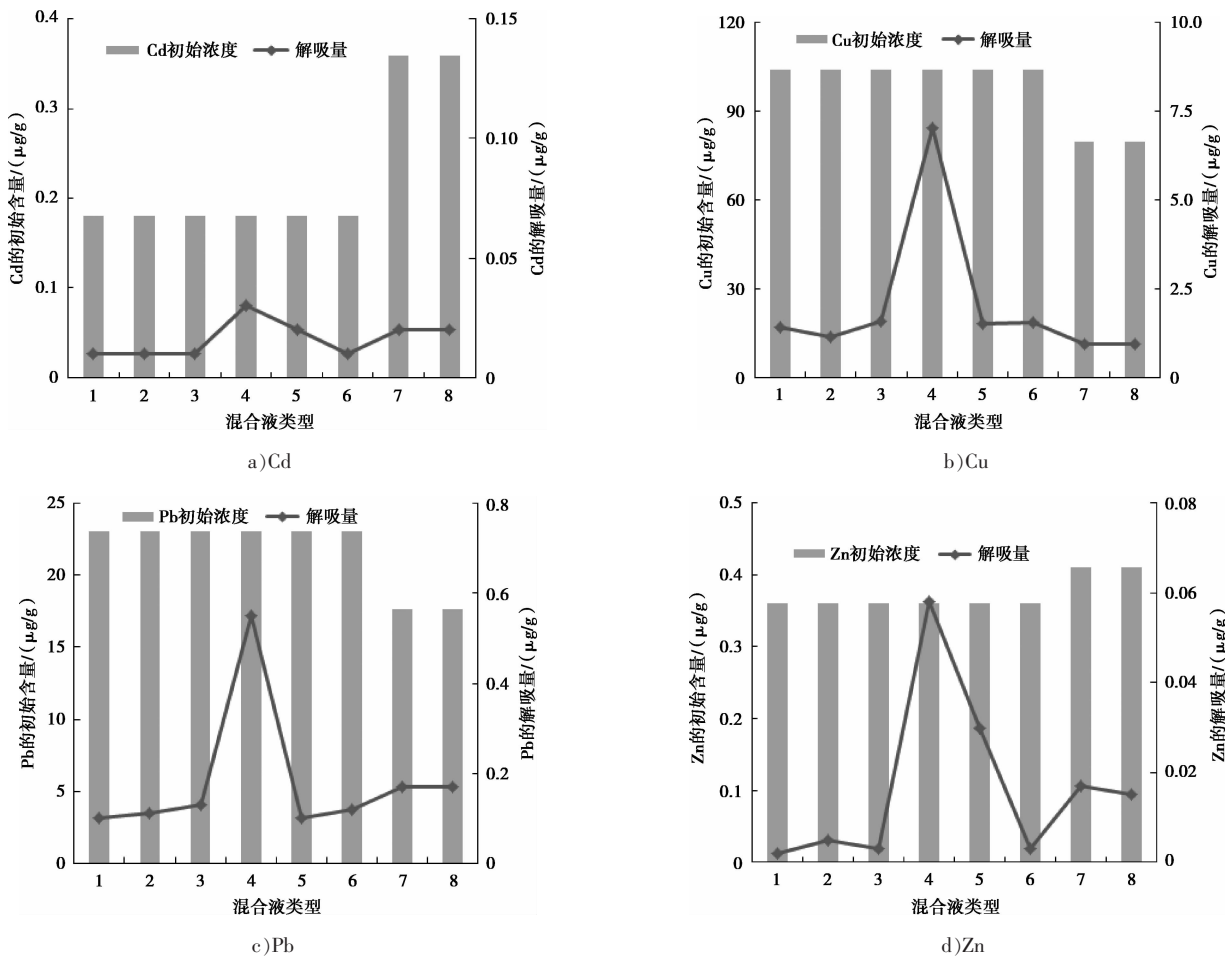 Cd的初始含量/(μg/g)
0.4
0.3
0.2
0.1
0
Cd初始浓度 解吸量
0.15
0.10
0.05
0
Cd的解吸量/(μg/g)
1 2 3 4 5 6 7 8
混合液类型
a)Cd
Cu的初始含量/(μg/g)
120
90
60
30
0
Cu初始浓度 解吸量
10.0
7.5
5.0
2.5
0
Cu的解吸量/(μg/g)
1 2 3 4 5 6 7 8
混合液类型
b)Cu
Pb的初始含量/(μg/g)
25
20
15
10
5
0
Pb初始浓度 解吸量
0.8
0.6
0.4
0.2
0
Pb的解吸量/(μg/g)
1 2 3 4 5 6 7 8
混合液类型
c)Pb
Zn的初始含量/(μg/g)
0.5
0.4
0.3
0.2
0.1
0
Zn初始浓度 解吸量
0.08
0.06
0.04
0.02
0
Zn的解吸量/(μg/g)
1 2 3 4 5 6 7 8
混合液类型
d)Zn